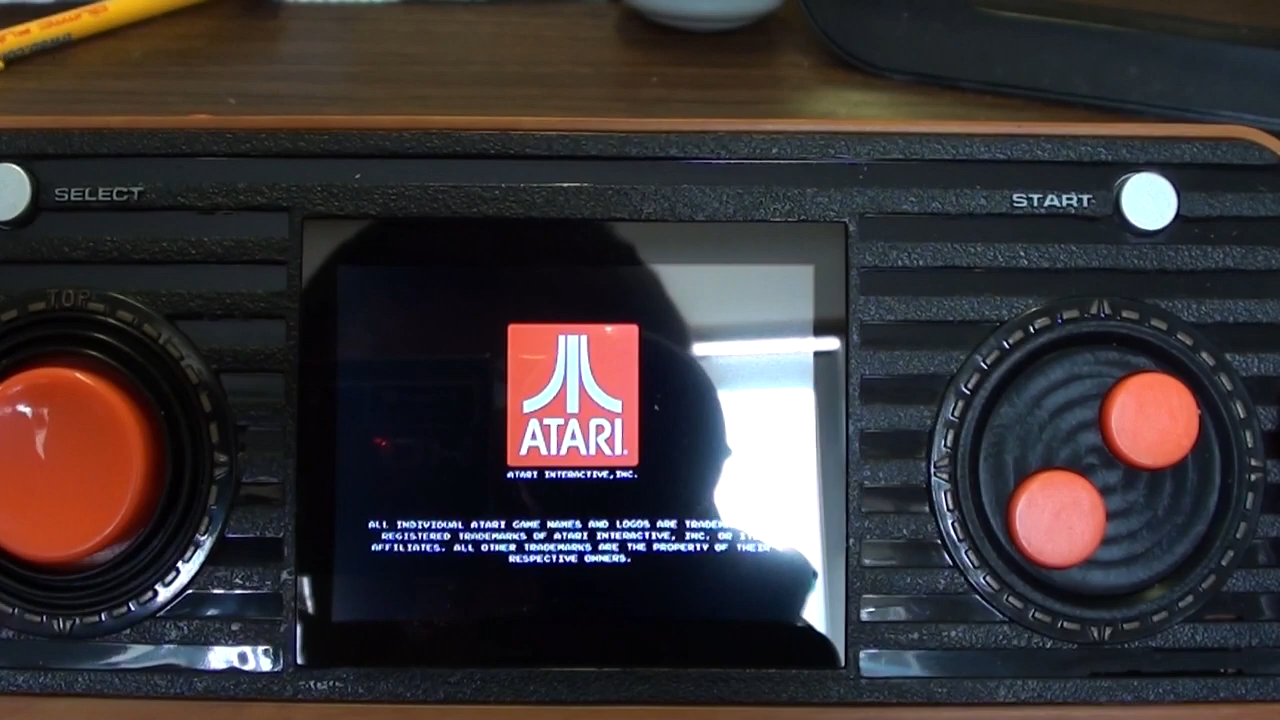 SELECT
START
TOP
ATARI
ATARI INTERACTIVE,INC.
ALL INDIVIDUAL ATARI GAME NAMES AND LOGOS ARE
REGISTERED TRADEMARKS OF ATARI INTERACTIVE, INC. OR
AFFILIATES. ALL OTHER TRADEMARKS ARE THE PROPERTY OF THEIR
RESPECTIVE OWNERS.